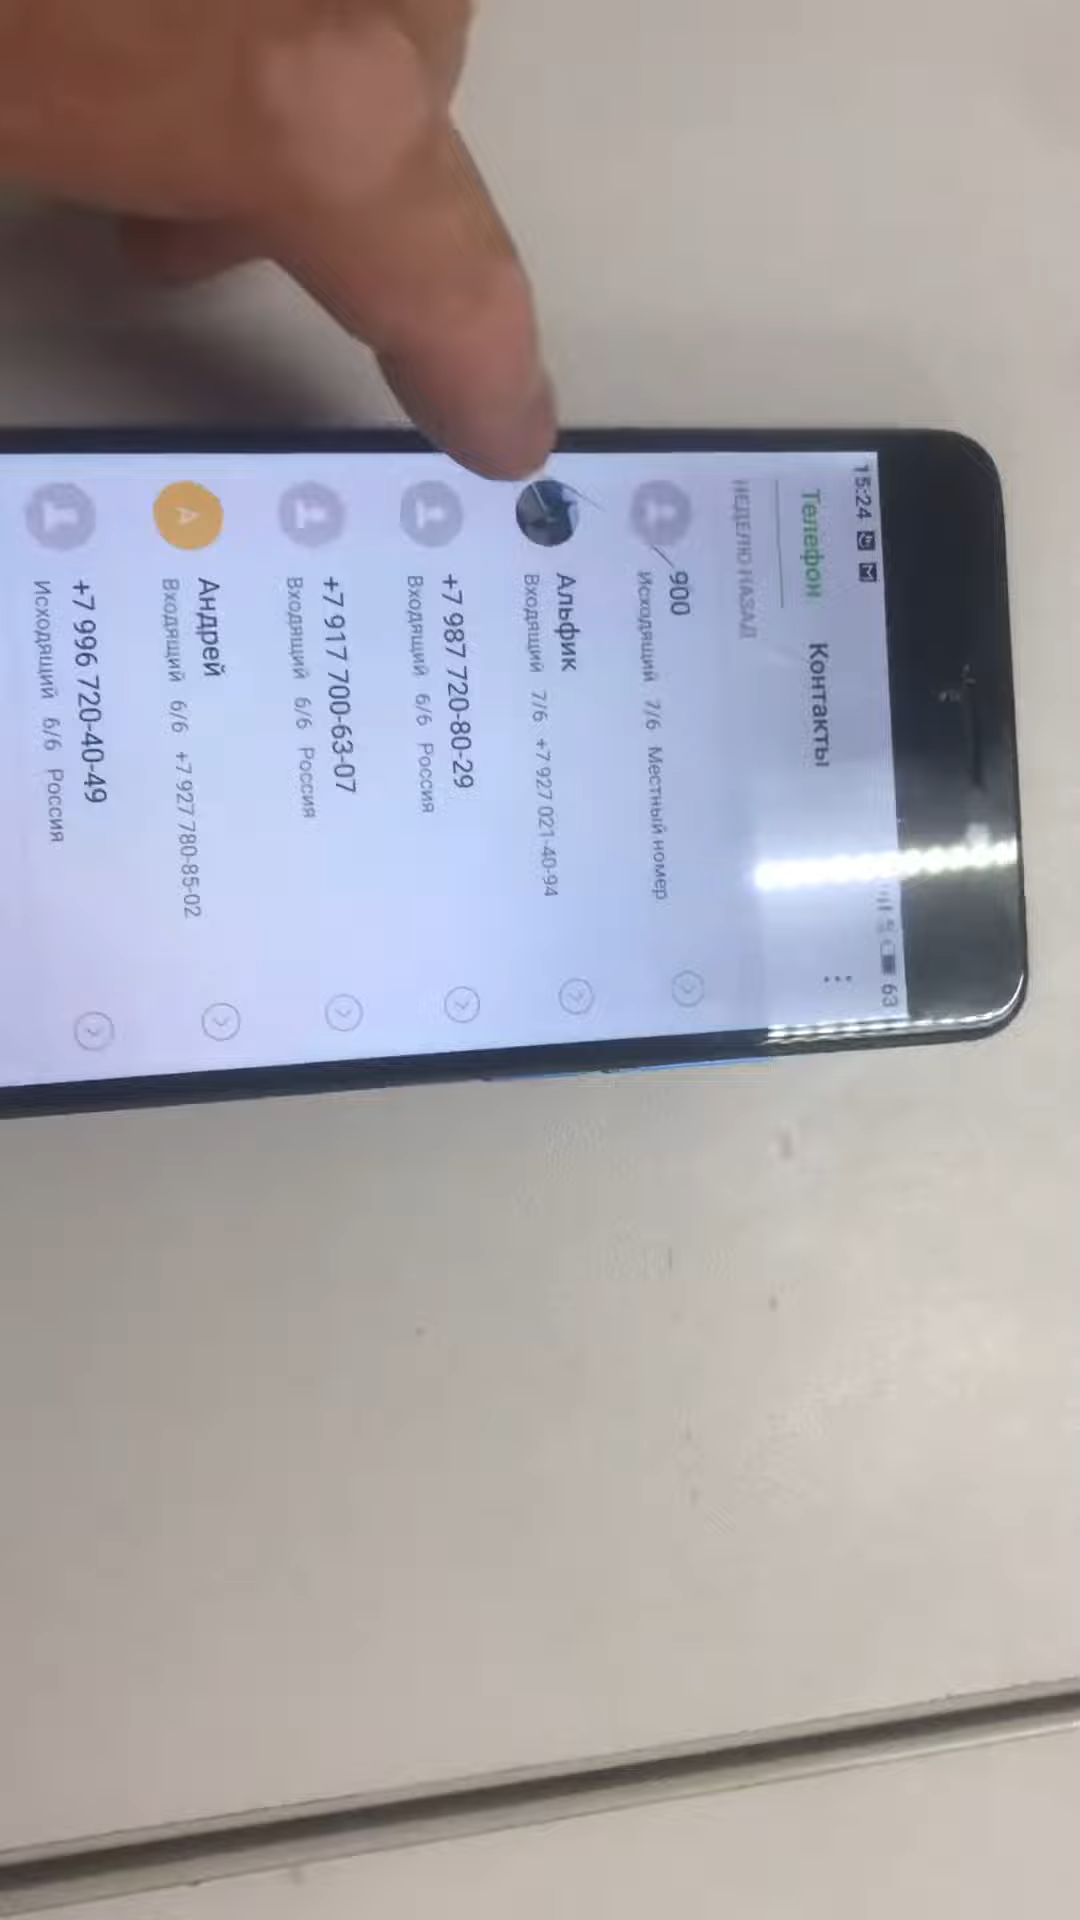 15:24
63
Телефон Контакты
НЕДЕЛЮ НАЗАД
900
Исходящий 7/6 Местный номер
Альфик
Входящий 7/6 +7 927 021-40-94
+7 987 720-80-29
Входящий 6/6 Россия
+7 917 700-63-07
Входящий 6/6 Россия
Андрей
А
Входящий 6/6 +7 927 780-85-02
+7 996 720-40-49
Исходящий 6/6 Россия